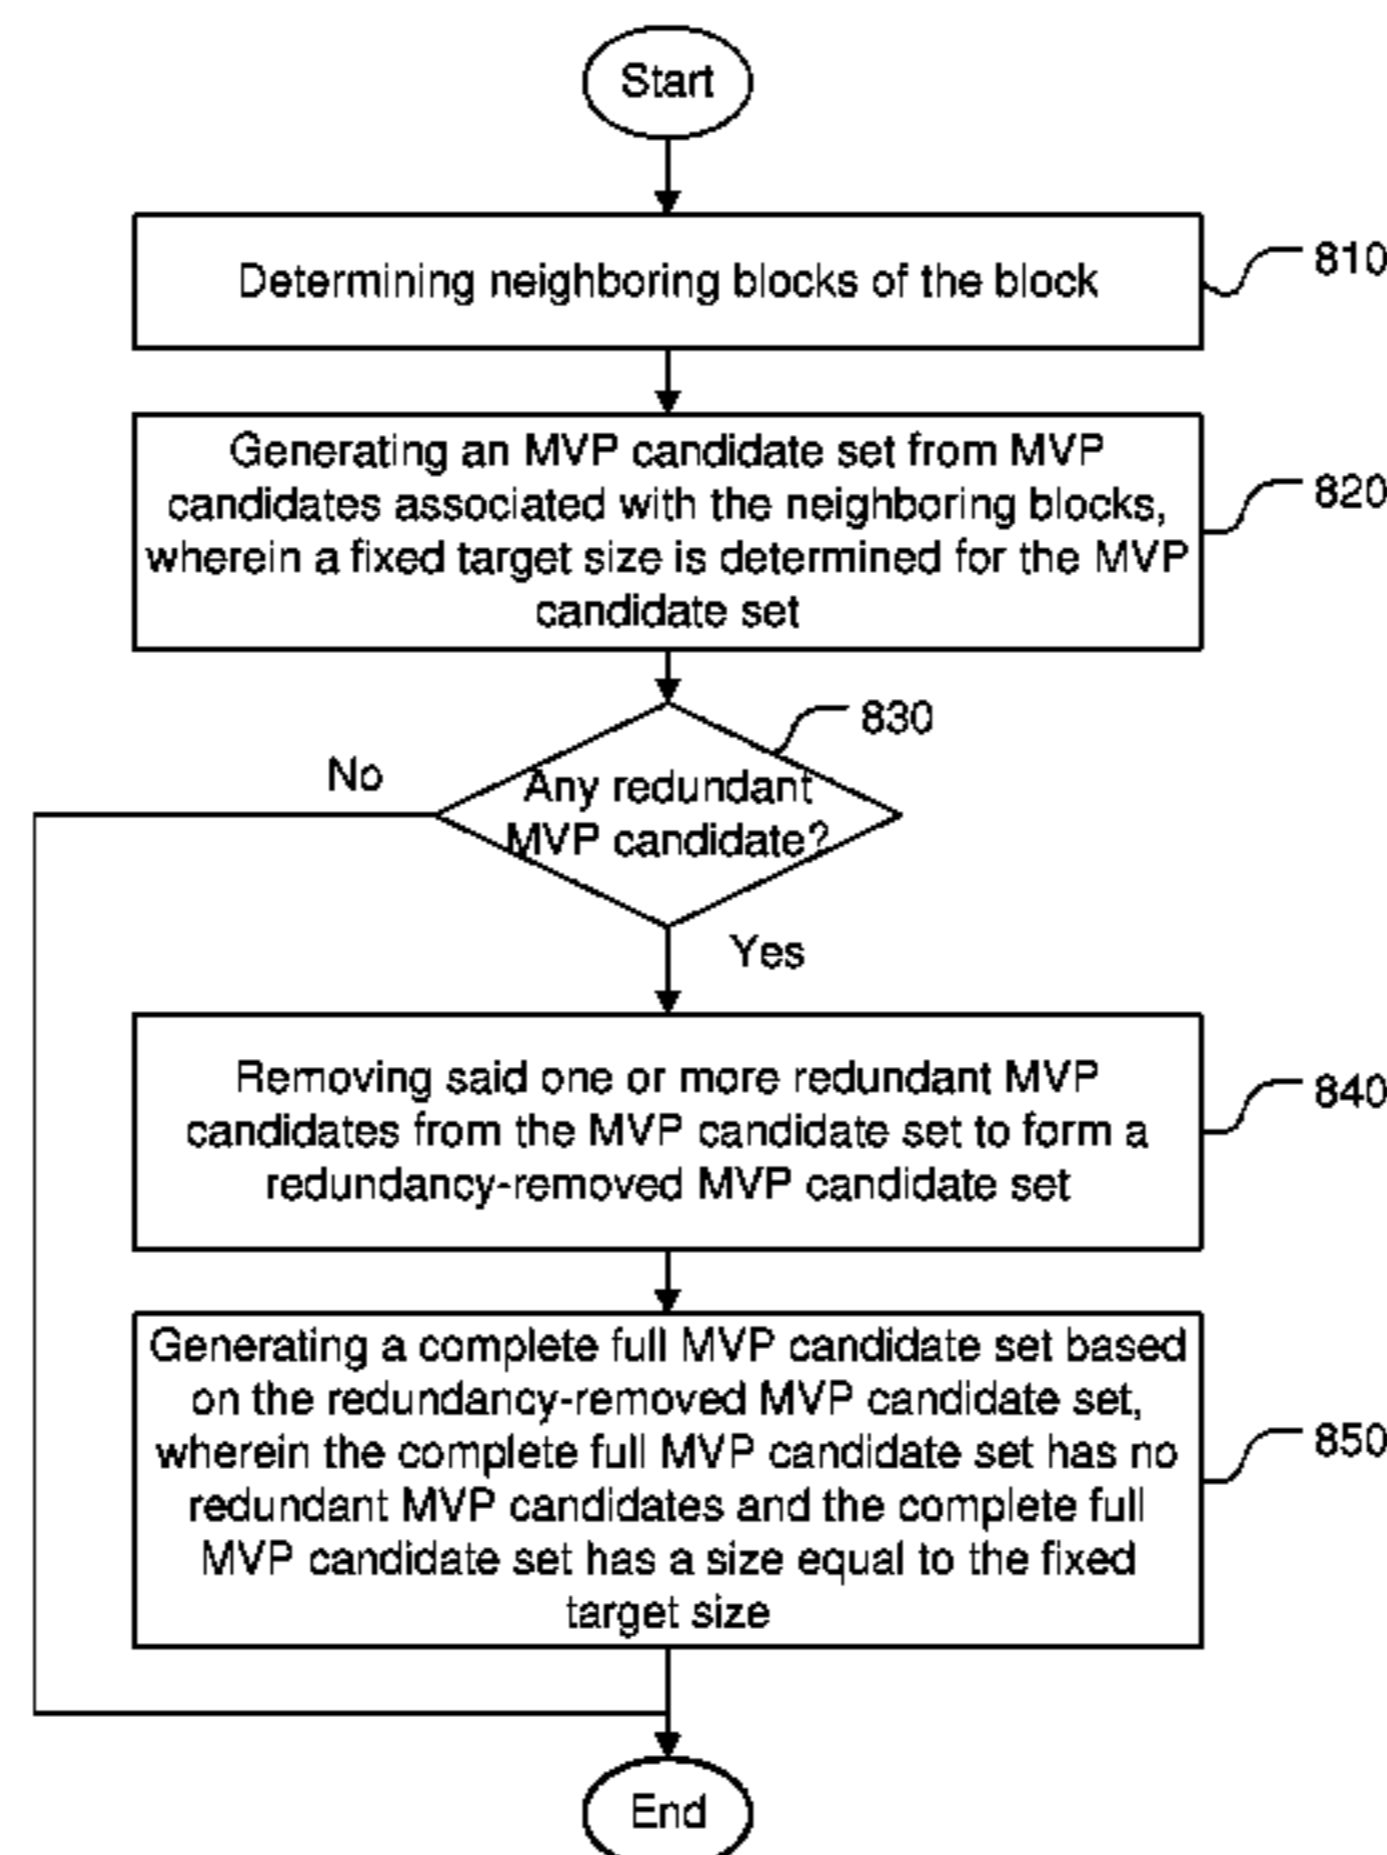 Start
Determining neighboring blocks of the block
810
Generating an MVP candidate set from MVP
candidates associated with the neighboring blocks,
wherein a fixed target size is determined for the MVP
candidate set
820
830
No
Any redundant
MVP candidate?
Yes
Removing said one or more redundant MVP
candidates from the MVP candidate set to form a
redundancy-removed MVP candidate set
840
Generating a complete full MVP candidate set based
on the redundancy-removed MVP candidate set,
wherein the complete full MVP candidate set has no
redundant MVP candidates and the complete full
MVP candidate set has a size equal to the fixed
target size
850
End